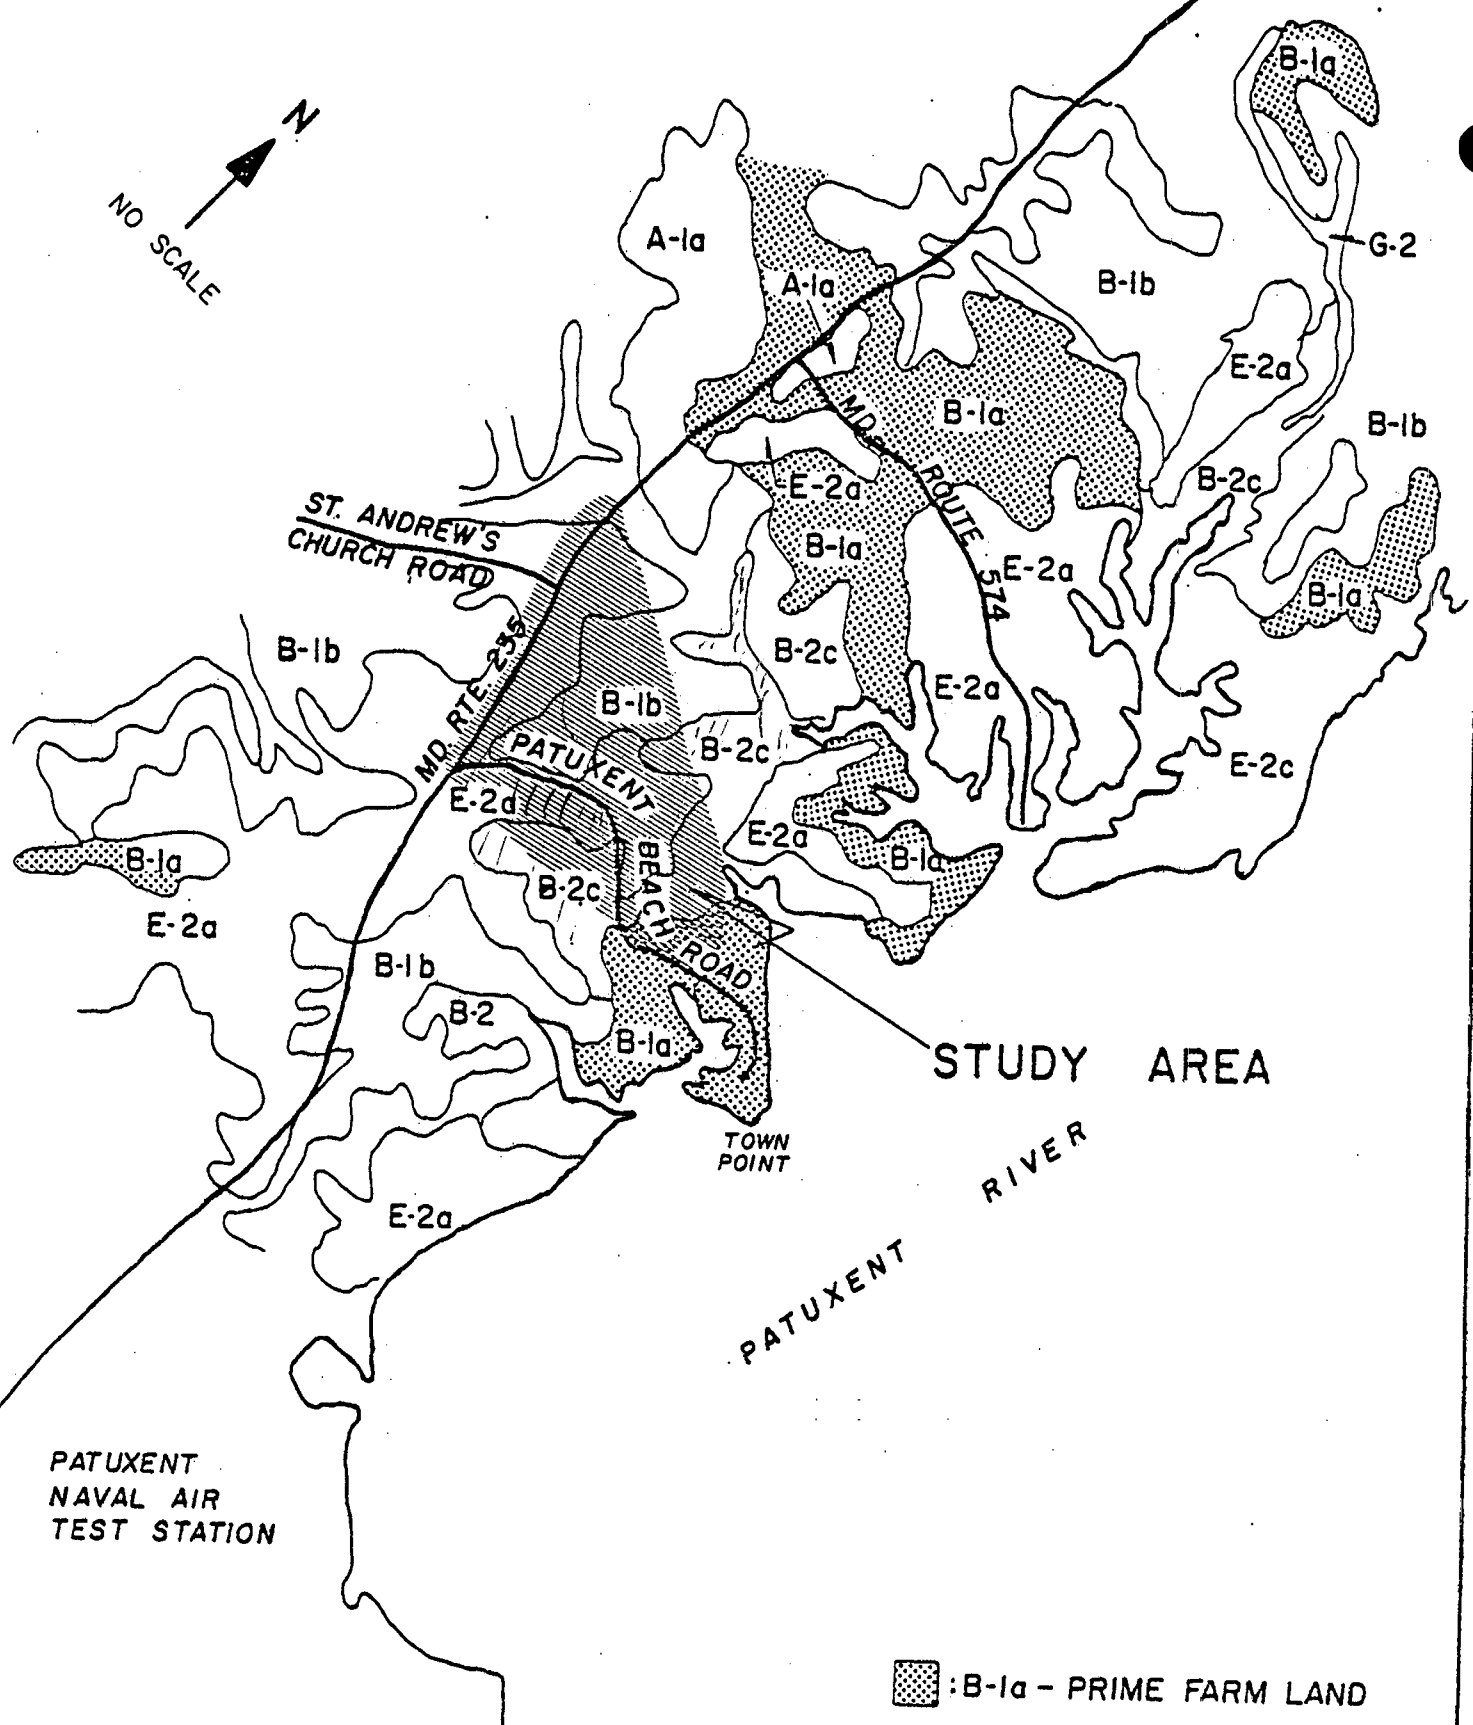 N
NO SCALE
B-1a
A-1a
G-2
A-1a
B-1b
E-2a
B-1a
B-1b
MD. ROUTE 574
E-2a
B-2c
ST. ANDREW'S
CHURCH ROAD
B-1a
E-2a
B-1a
MD. RTE. 235
B-1b
B-2c
E-2a
B-1b
B-2c
E-2c
PATUXENT BEACH ROAD
E-2a
E-2a
B-1a
B-1a
B-2c
E-2a
B-1b
B-2
B-1a
STUDY AREA
TOWN
POINT
PATUXENT RIVER
E-2a
PATUXENT
NAVAL AIR
TEST STATION
:B-1a - PRIME FARM LAND